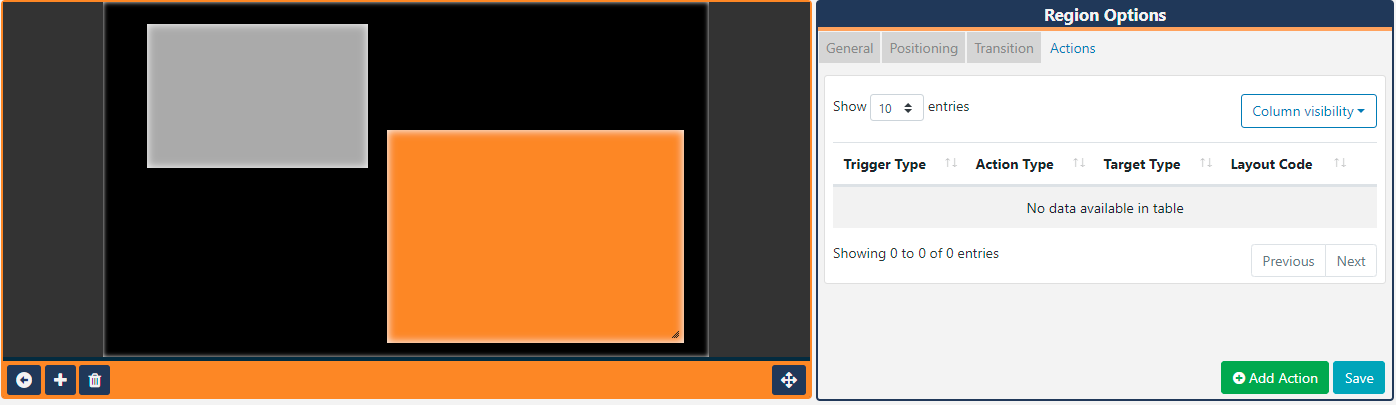 Region Options
General Positioning Transition Actions
Show 10 entries
Column visibility
Trigger Type Action Type Target Type Layout Code
No data available in table
Showing 0 to 0 of 0 entries
Previous Next
Add Action Save